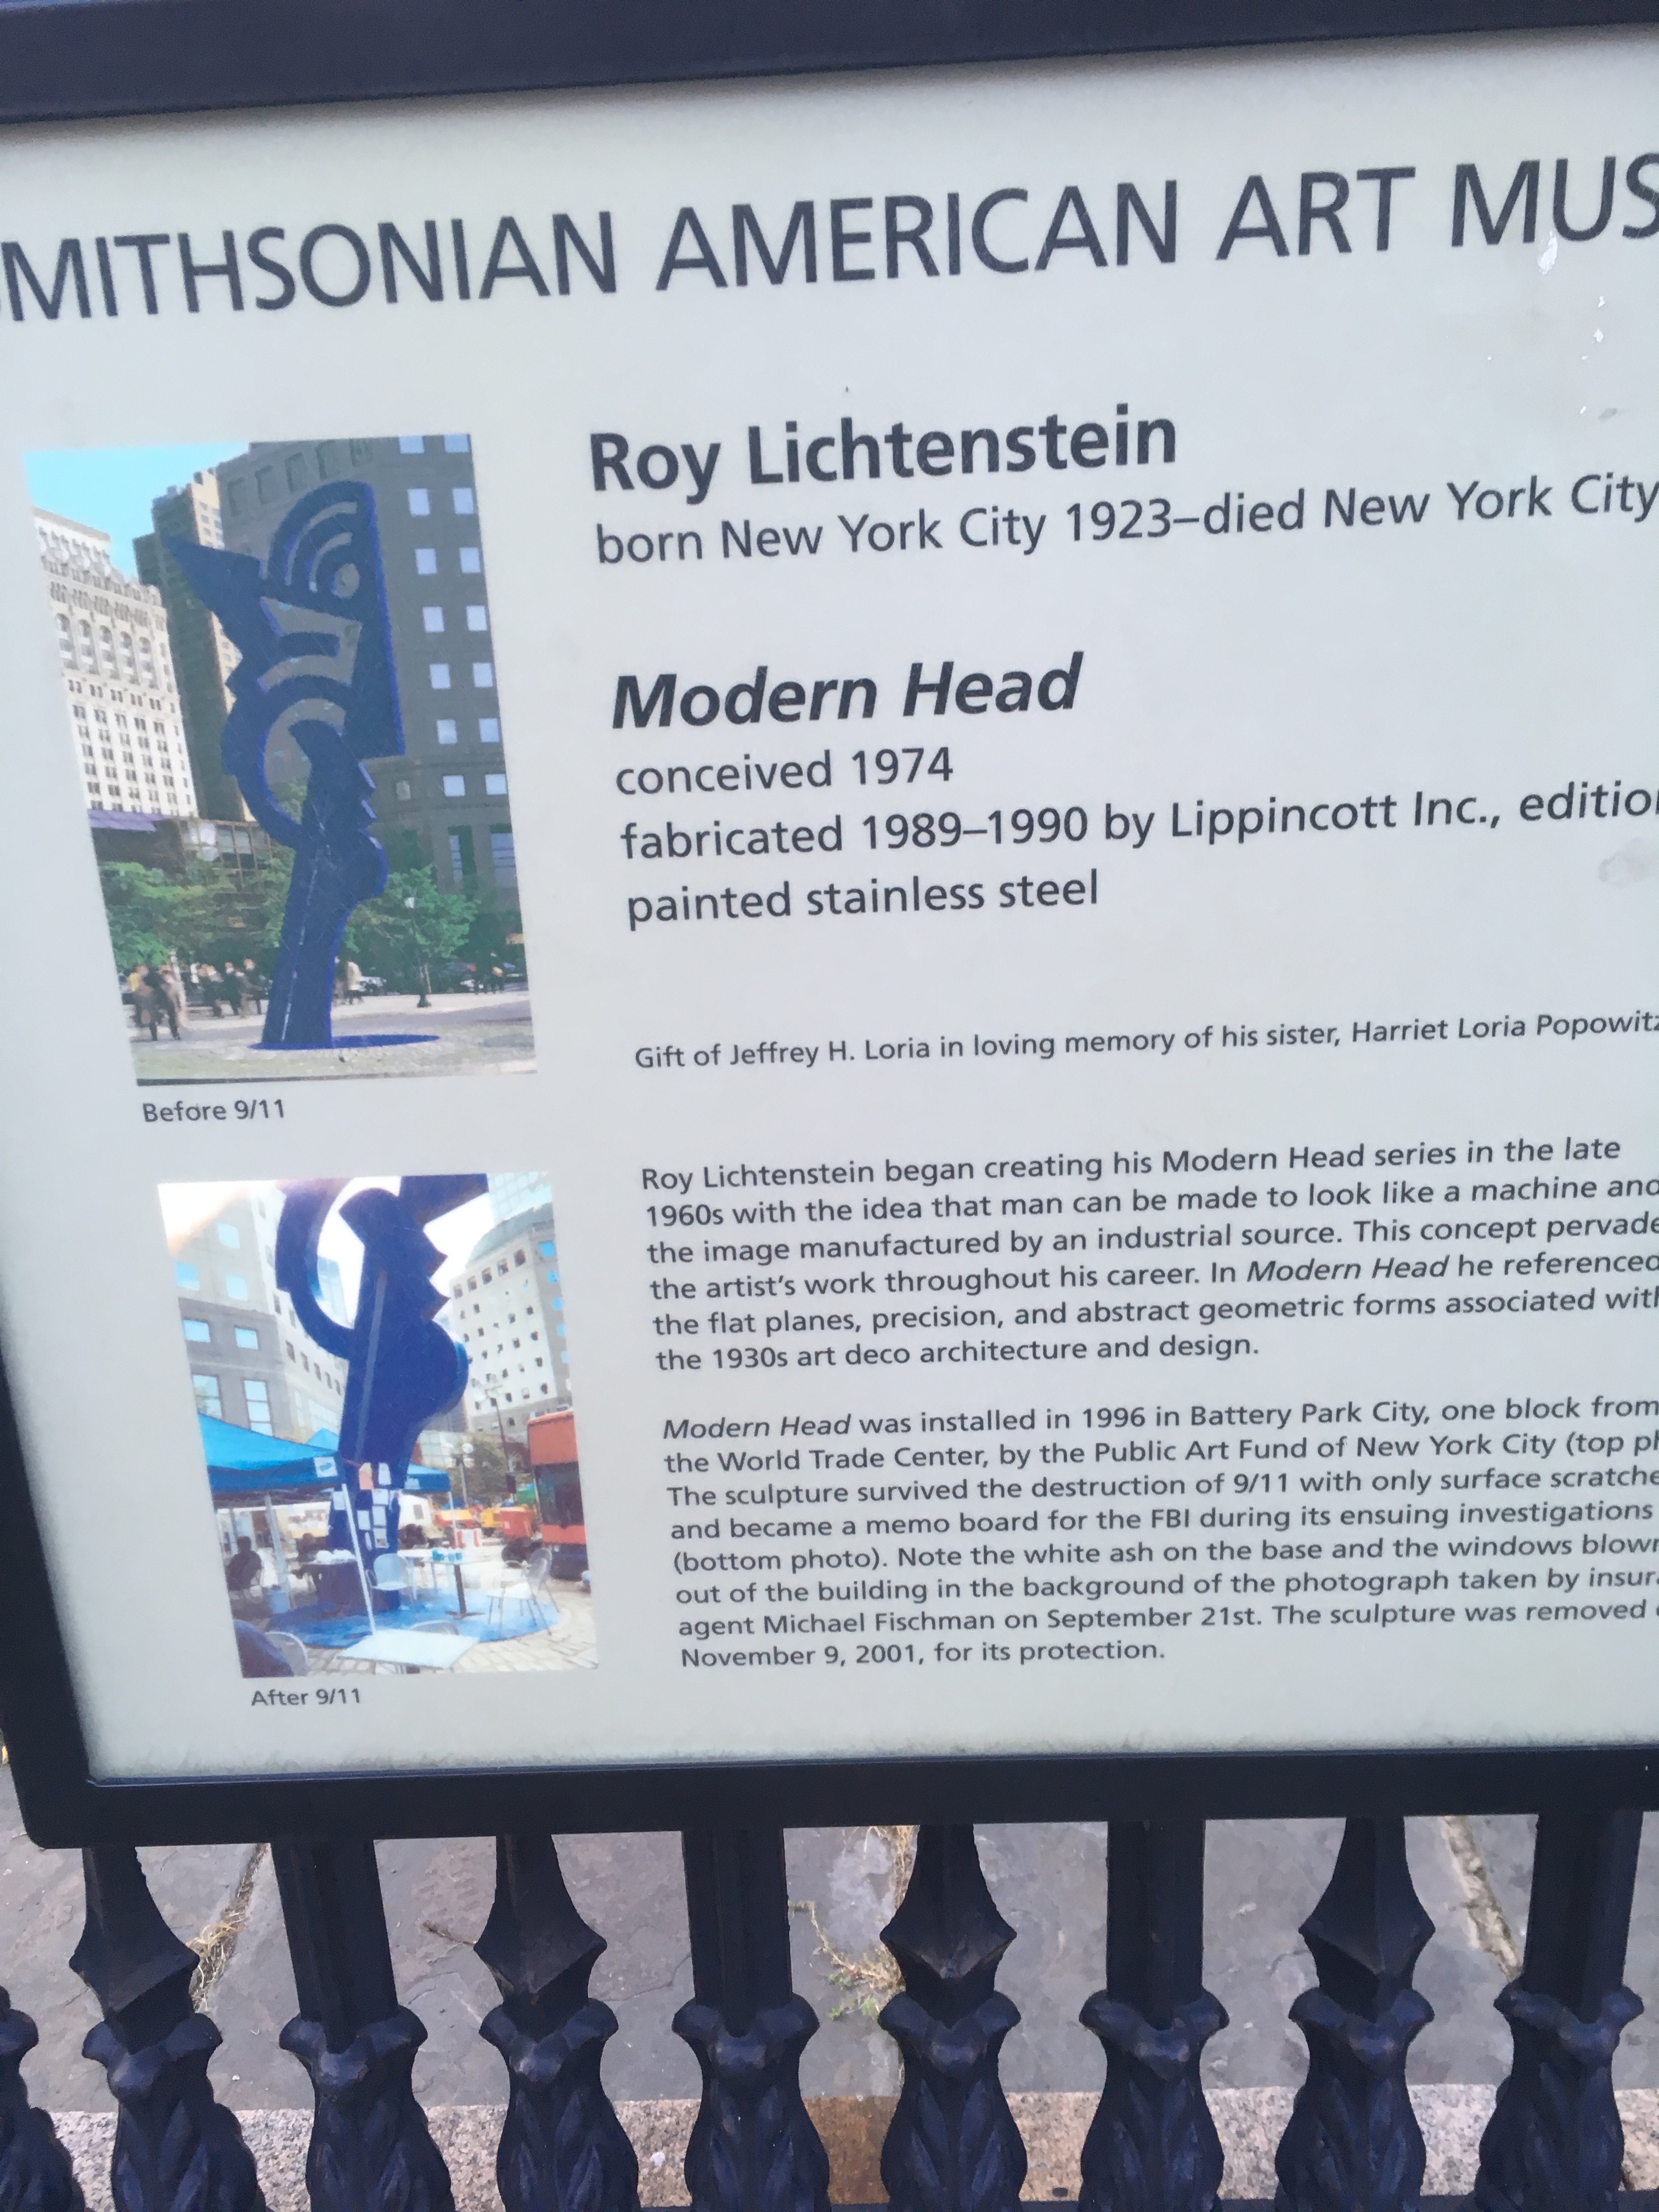 SMITHSONIAN AMERICAN ART MUS
Roy Lichtenstein
born New York City 1923–died New York City
Modern Head
conceived 1974
fabricated 1989–1990 by Lippincott Inc., editio
painted stainless steel
Gift of Jeffrey H. Loria in loving memory of his sister, Harriet Loria Popowitz
Before 9/11
Roy Lichtenstein began creating his Modern Head series in the late
1960s with the idea that man can be made to look like a machine and
the image manufactured by an industrial source. This concept pervade
the artist's work throughout his career. In Modern Head he referenced
the flat planes, precision, and abstract geometric forms associated with
the 1930s art deco architecture and design.
Modern Head was installed in 1996 in Battery Park City, one block from
the World Trade Center, by the Public Art Fund of New York City (top ph
The sculpture survived the destruction of 9/11 with only surface scratche
and became a memo board for the FBI during its ensuing investigations
(bottom photo). Note the white ash on the base and the windows blown
out of the building in the background of the photograph taken by insura
agent Michael Fischman on September 21st. The sculpture was removed
November 9, 2001, for its protection.
After 9/11